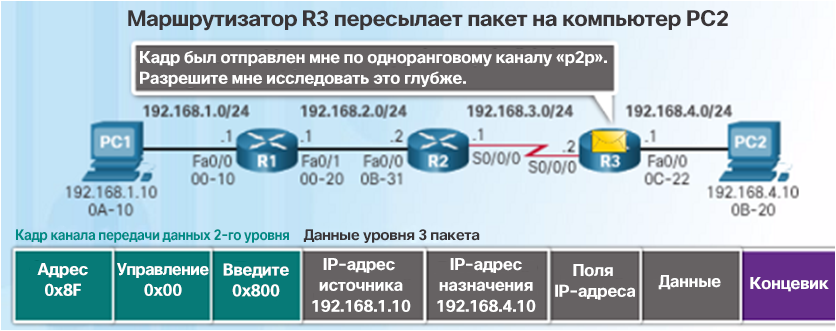 Маршрутизатор R3 пересылает пакет на компьютер PC2
Кадр был отправлен мне по одноранговому каналу «p2p».
Разрешите мне исследовать это глубже.
192.168.1.0/24 192.168.2.0/24 192.168.3.0/24 192.168.4.0/24
PC1 .1 R1 .1 .2 R2 .1 .2 R3 .1 PC2
Fa0/0 Fa0/1 Fa0/0 S0/0/0 S0/0/0 Fa0/0
00-10 00-20 0B-31 0C-22
192.168.1.10 192.168.4.10
0A-10 0B-20
Кадр канала передачи данных 2-го уровня Данные уровня 3 пакета
Адрес
0x8F
Управление
0x00
Введите
0x800
IP-адрес
источника
192.168.1.10
IP-адрес
назначения
192.168.4.10
Поля
IP-адреса
Данные
Концевик